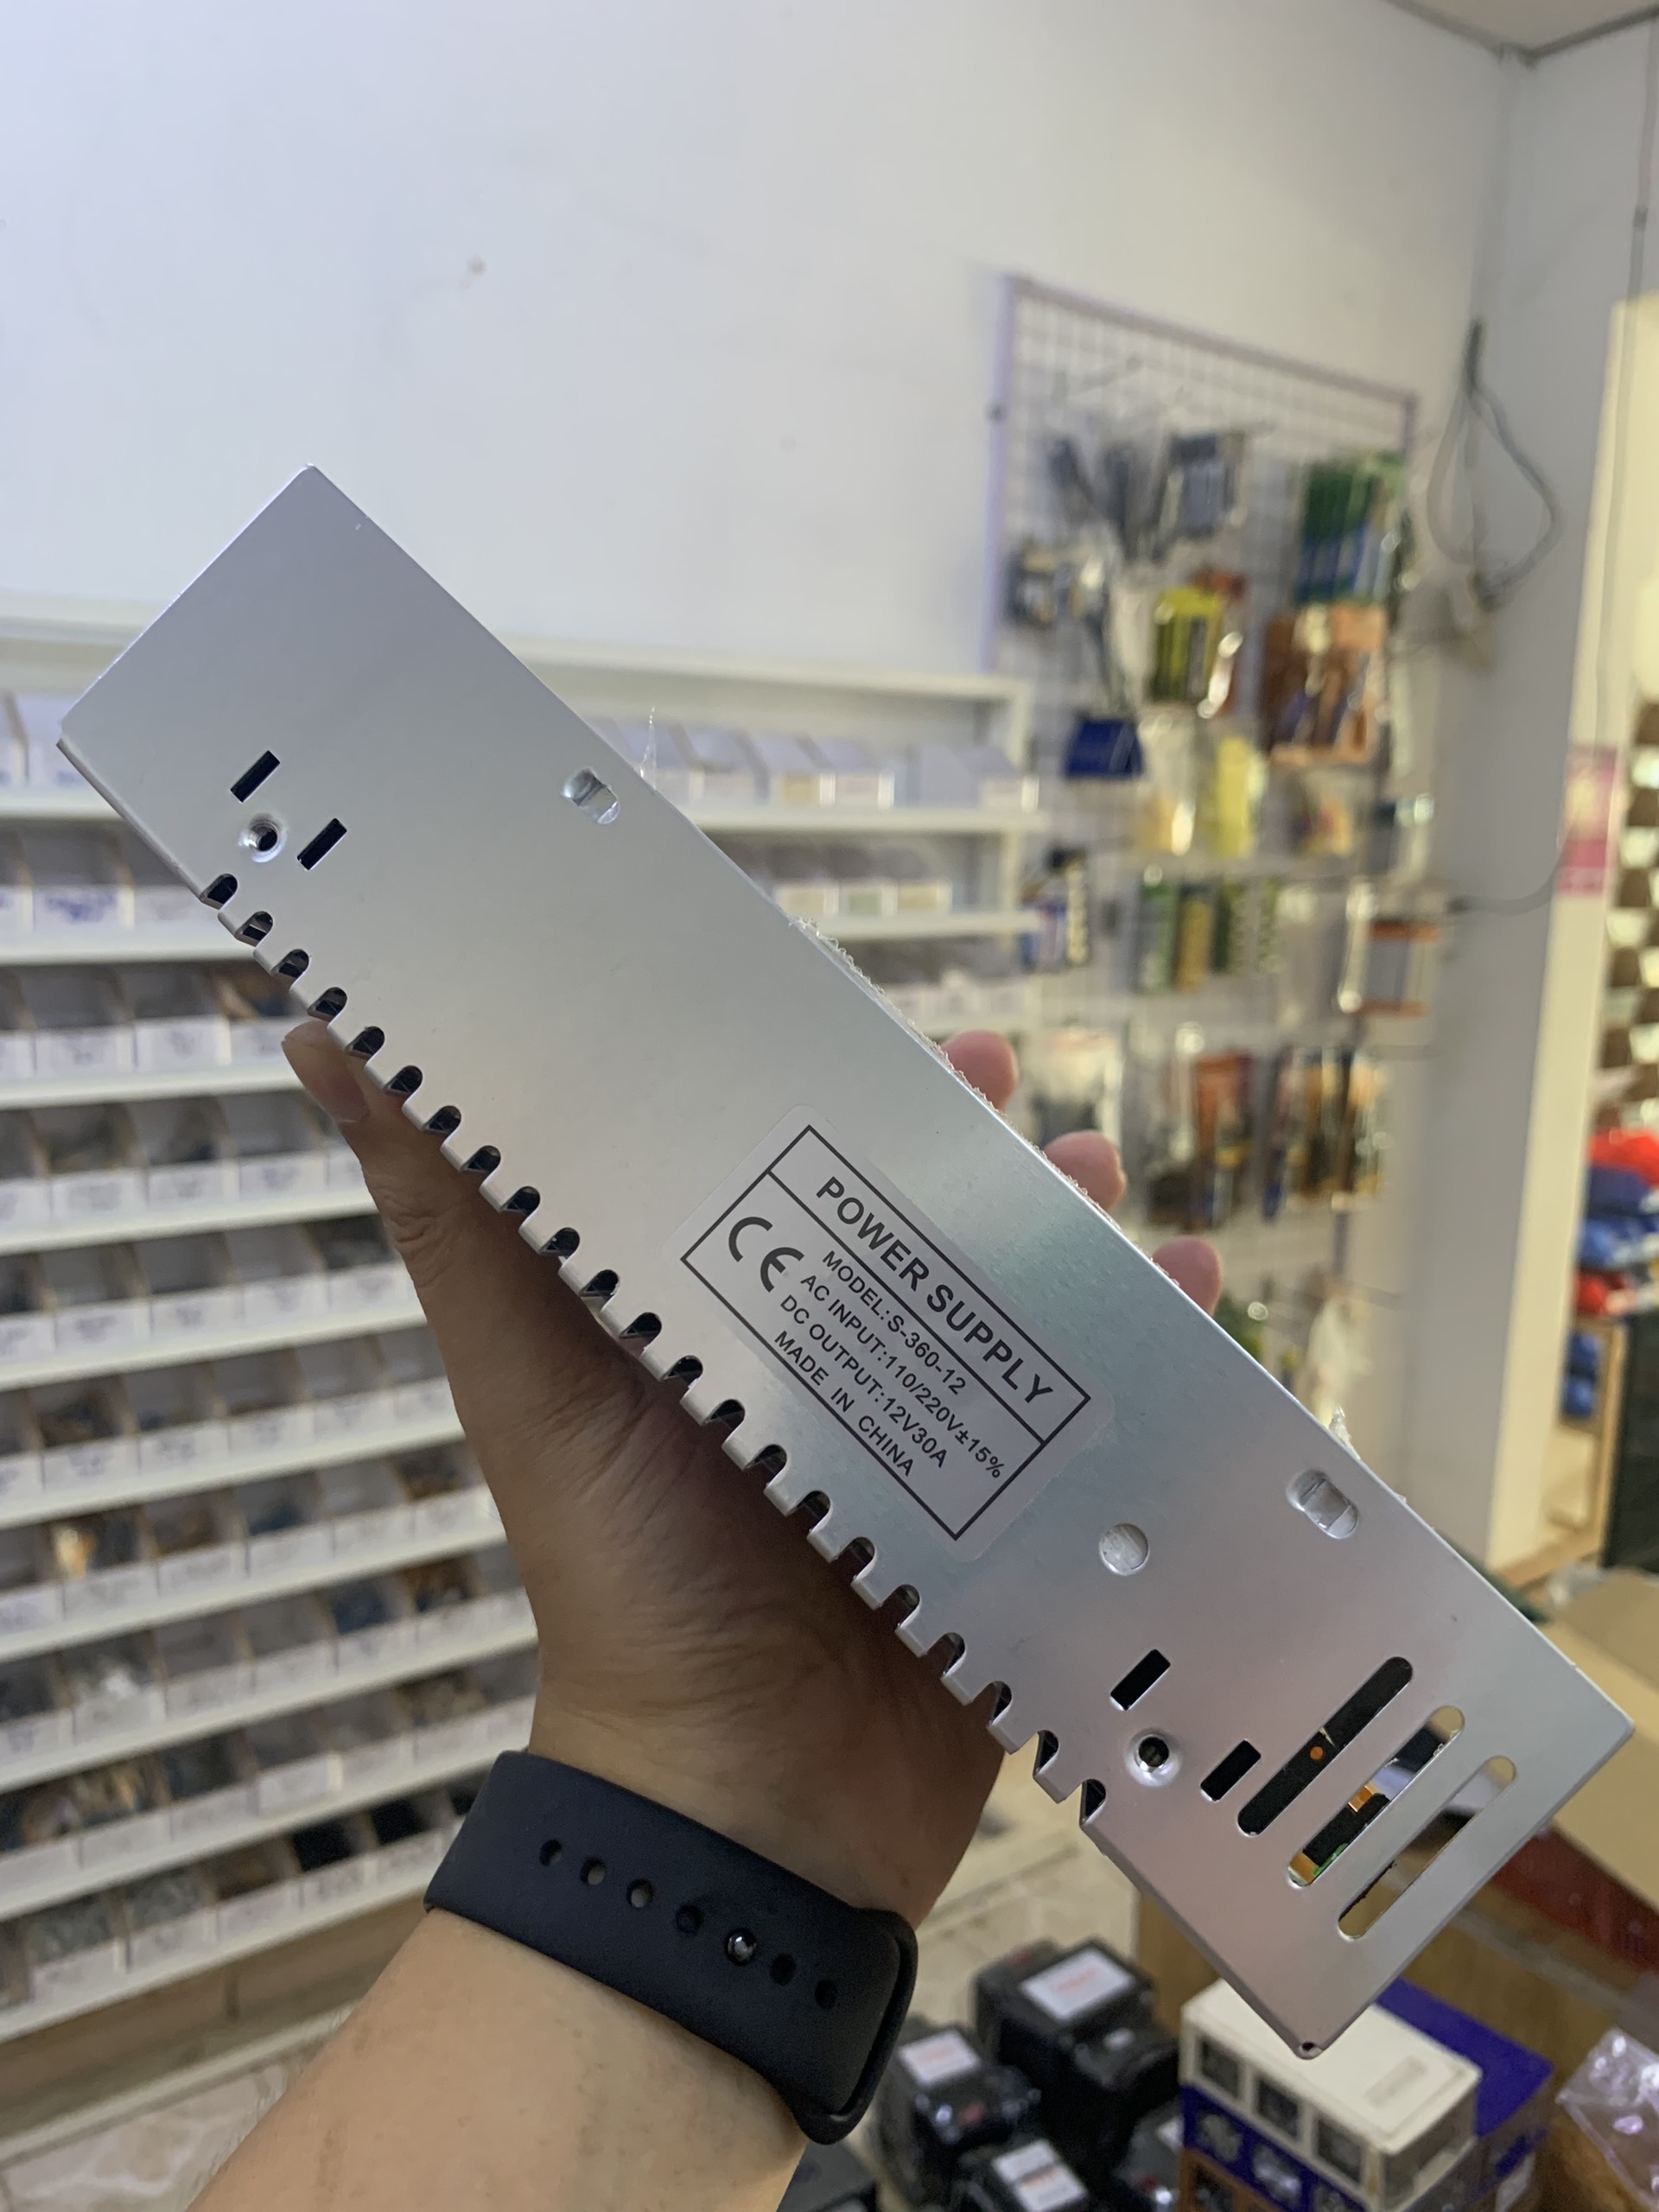 POWER SUPPLY
CE
MODEL:S-360-12
AC INPUT:110/220V±15%
DC OUTPUT:12V30A
MADE IN CHINA